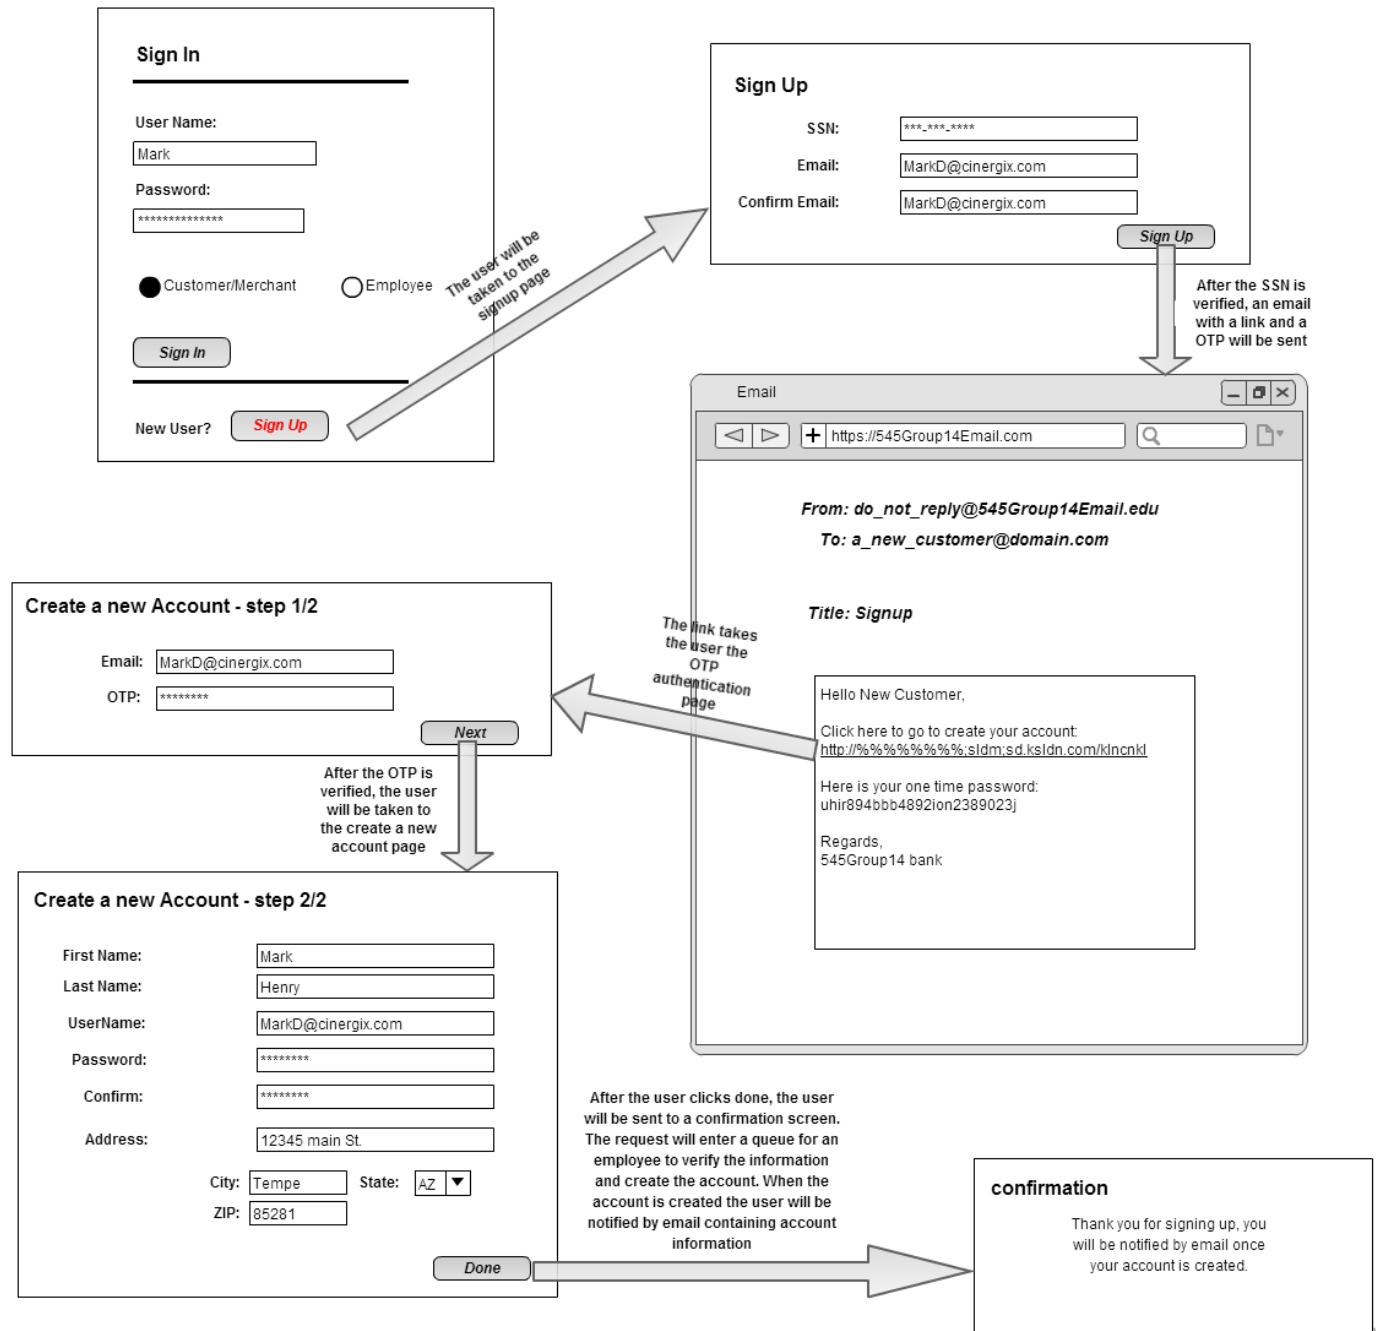 Sign In
User Name:
Mark
Password:
**************
Customer/Merchant
Employee
Sign In
New User?
Sign Up
The user will be
taken to the
signup page
Sign Up
SSN:
***-***-****
Email:
MarkD@cinergix.com
Confirm Email:
MarkD@cinergix.com
Sign Up
After the SSN is
verified, an email
with a link and a
OTP will be sent
Email
https://545Group14Email.com
From: do_not_reply@545Group14Email.edu
To: a_new_customer@domain.com
Title: Signup
Hello New Customer,
Click here to go to create your account:
http://%%%%%%%%;sldm;sd.ksldn.com/klncnkl
Here is your one time password:
uhir894bbb4892ion2389023j
Regards,
545Group14 bank
The link takes
the user the
OTP
authentication
page
Create a new Account - step 1/2
Email:
MarkD@cinergix.com
OTP:
********
Next
After the OTP is
verified, the user
will be taken to
the create a new
account page
Create a new Account - step 2/2
First Name:
Mark
Last Name:
Henry
UserName:
MarkD@cinergix.com
Password:
********
Confirm:
********
Address:
12345 main St.
City:
Tempe
State:
AZ
ZIP:
85281
Done
After the user clicks done, the user
will be sent to a confirmation screen.
The request will enter a queue for an
employee to verify the information
and create the account. When the
account is created the user will be
notified by email containing account
information
confirmation
Thank you for signing up, you
will be notified by email once
your account is created.